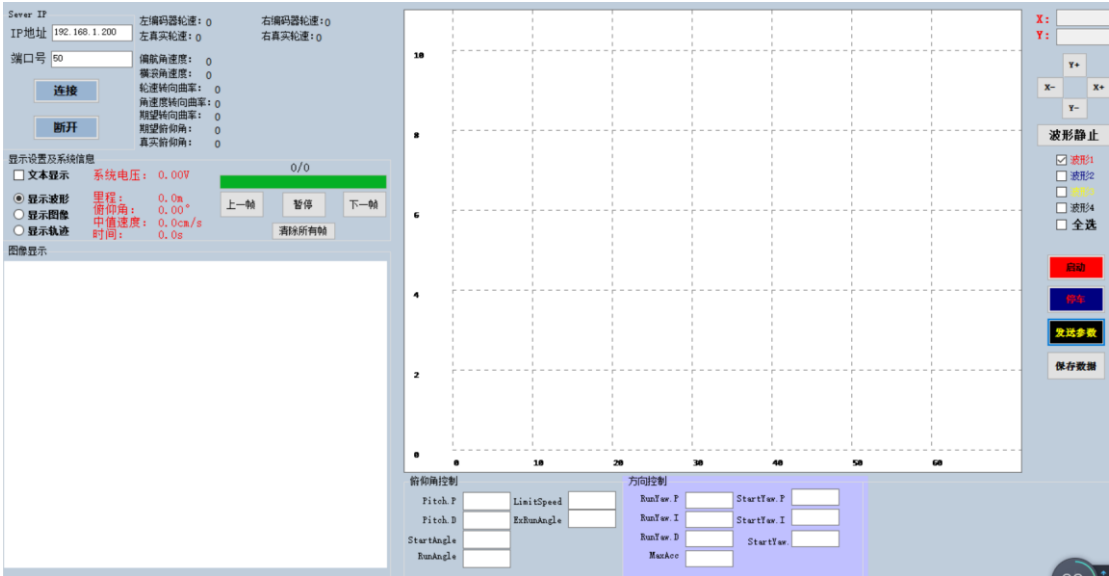 Sever IP
IP地址 192.168.1.200
端口号 50
连接
断开
左编码器轮速: 0 右编码器轮速:0
左真实轮速: 0 右真实轮速:0
偏航角速度: 0
横滚角速度: 0
轮速转向曲率: 0
角速度转向曲率: 0
期望转向曲率: 0
期望俯仰角: 0
真实俯仰角: 0
显示设置及系统信息
文本显示 系统电压: 0.00V
显示波形 里程: 0.0m
显示图像 俯仰角: 0.00°
中值速度: 0.0cm/s
显示轨迹 时间: 0.0s
0/0
上一帧 暂停 下一帧
清除所有帧
图像显示
10
8
6
4
2
0
0 10 20 30 40 50 60
俯仰角控制
Pitch.P LimitSpeed
Pitch.D ExRunAngle
StartAngle
RunAngle
方向控制
RunYaw.P StartYaw.P
RunYaw.I StartYaw.I
RunYaw.D StartYaw.
MaxAcc
X:
Y:
Y+
X- X+
Y-
波形静止
波形1
波形2
波形3
波形4
全选
启动
停车
发送参数
保存数据